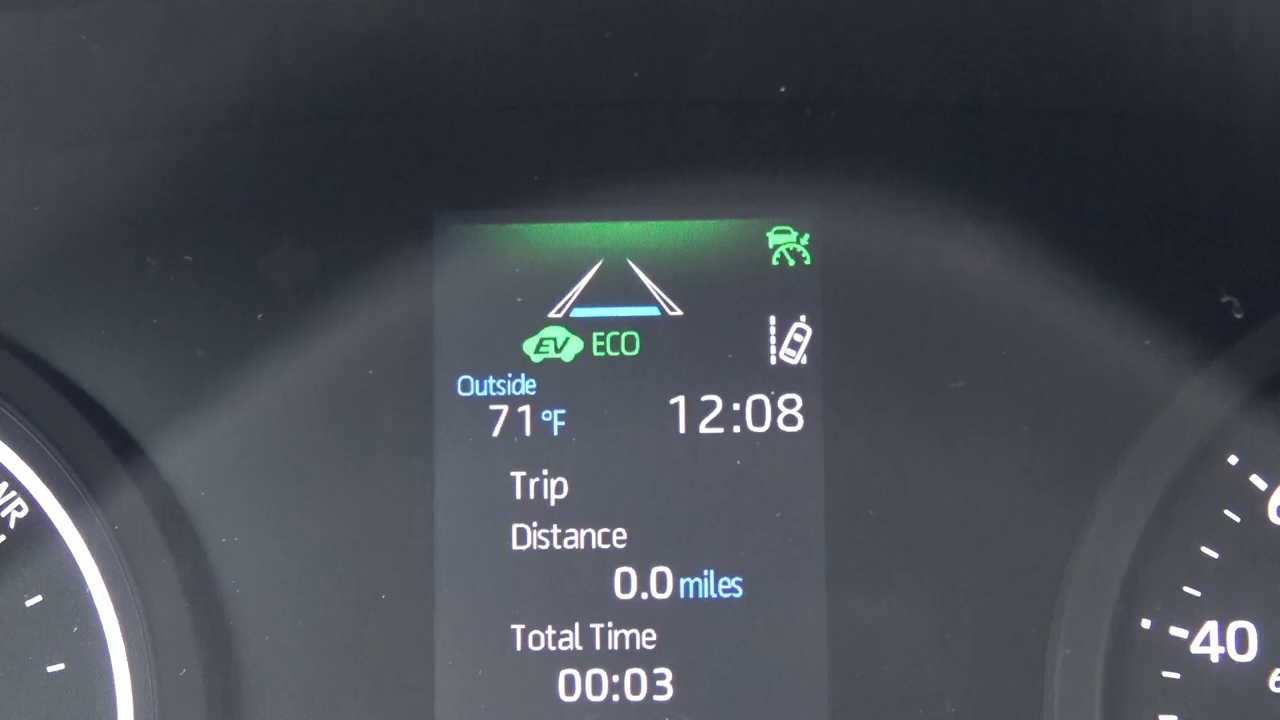 EV ECO
Outside
71°F 12:08
Trip
Distance
0.0 miles
Total Time
00:03
40